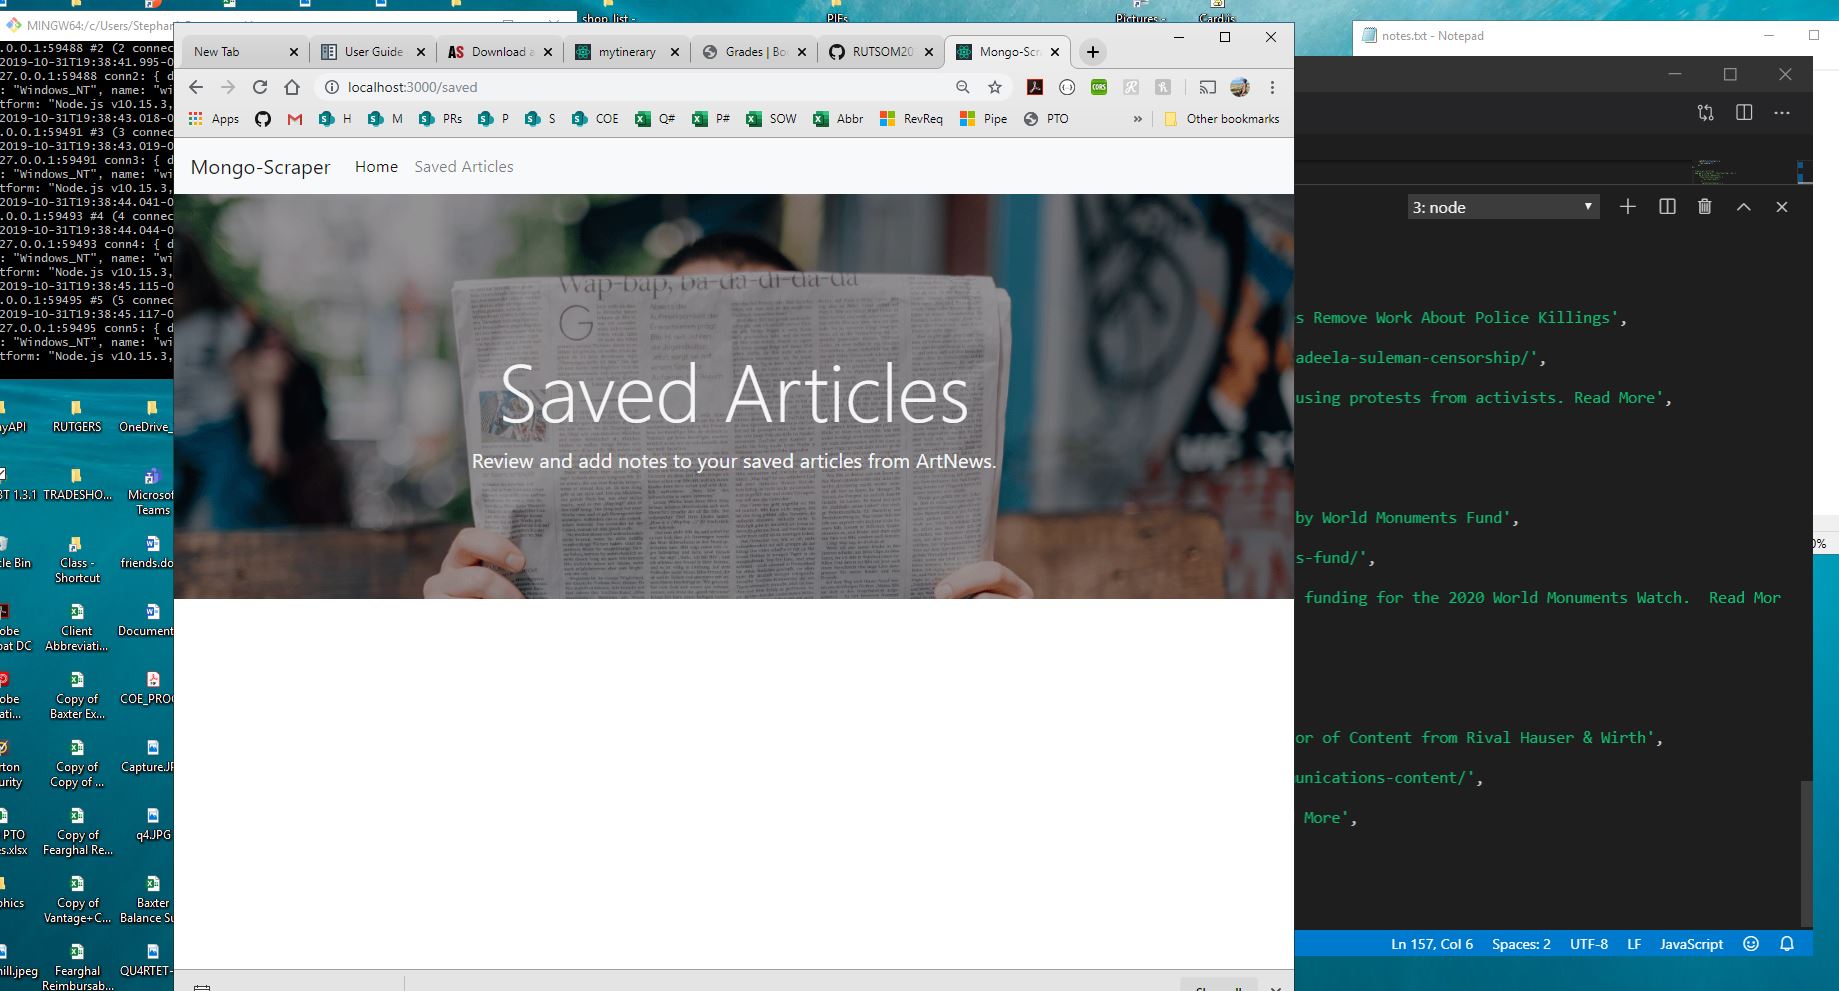 shop_list -
PIFs
Pictures -
Card.js
MINGW64:/c/Users/Stephan
notes.txt - Notepad
.0.0.1:59488 #2 (2 connec
2019-10-31T19:38:41.995-0
27.0.0.1:59488 conn2: { d
: "Windows_NT", name: "wi
tform: "Node.js v10.15.3,
2019-10-31T19:38:43.018-0
.0.0.1:59491 #3 (3 connec
2019-10-31T19:38:43.019-0
27.0.0.1:59491 conn3: { d
: "Windows_NT", name: "wi
tform: "Node.js v10.15.3,
2019-10-31T19:38:44.041-0
.0.0.1:59493 #4 (4 connec
2019-10-31T19:38:44.044-0
27.0.0.1:59493 conn4: { d
: "Windows_NT", name: "wi
tform: "Node.js v10.15.3,
2019-10-31T19:38:45.115-0
.0.0.1:59495 #5 (5 connec
2019-10-31T19:38:45.117-0
27.0.0.1:59495 conn5: { d
: "Windows_NT", name: "wi
tform: "Node.js v10.15.3,
New Tab User Guide Download a mytinerary Grades | Bo RUTSOM20 Mongo-Scr
localhost:3000/saved
Apps H M PRs P S COE Q# P# SOW Abbr RevReq Pipe PTO » Other bookmarks
Mongo-Scraper Home Saved Articles
Wap-bap, ba-da-di-da-da
G
Saved Articles
Review and add notes to your saved articles from ArtNews.
3: node
s Remove Work About Police Killings',
adeela-suleman-censorship/',
using protests from activists. Read More',
by World Monuments Fund',
s-fund/',
funding for the 2020 World Monuments Watch. Read Mor
or of Content from Rival Hauser & Wirth',
unications-content/',
More',
Ln 157, Col 6 Spaces: 2 UTF-8 LF JavaScript
0%
yAPI RUTGERS OneDrive_
BT 1.3.1 TRADESHO... Microsof
Teams
cle Bin Class - friends.do
Shortcut
obe Client Document
bat DC Abbreviati...
obe Copy of COE_PRO
ati... Baxter Ex...
rton Copy of Capture.JP
urity Copy of ...
PTO Copy of q4.JPG
es.xlsx Fearghal Re...
phics Copy of Baxter
Vantage+C... Balance Su
hill.jpeg Fearghal QU4RTET-
Reimbursab...